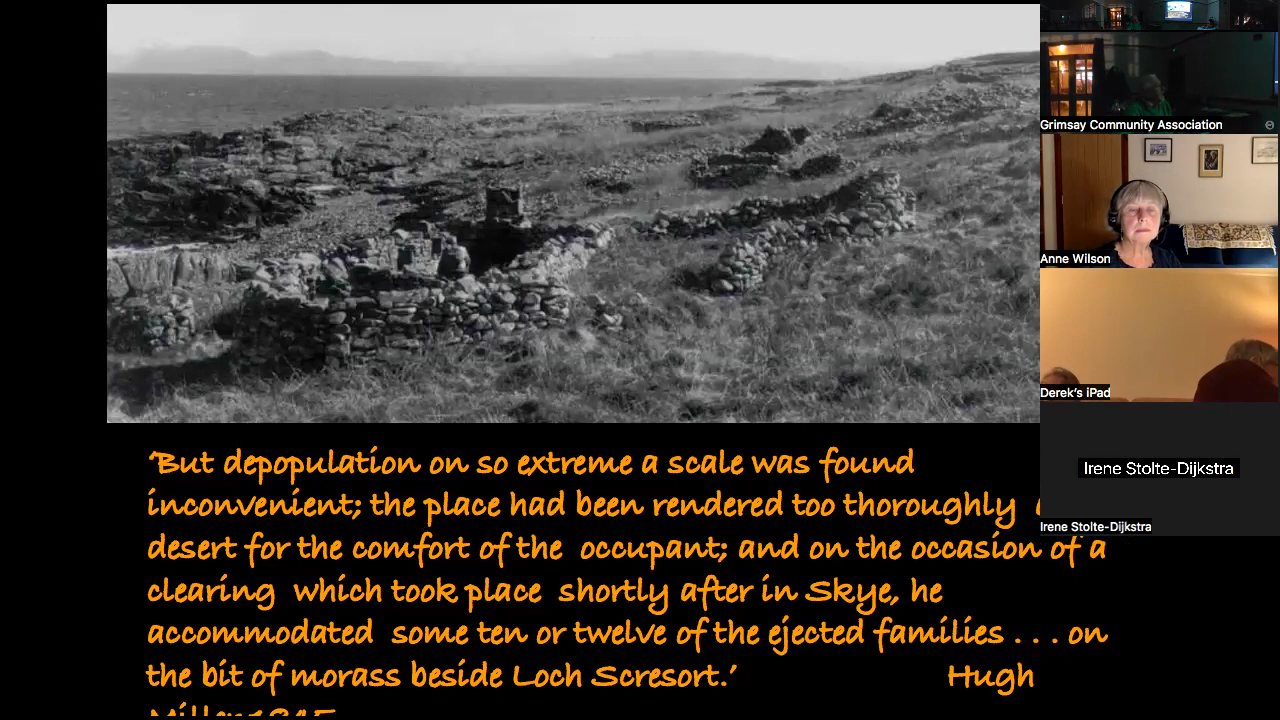 Grimsay Community Association
Anne Wilson
Derek's iPad
Irene Stolte-Dijkstra
Irene Stolte-Dijkstra
'But depopulation on so extreme a scale was found
inconvenient; the place had been rendered too thoroughly
desert for the comfort of the occupant; and on the occasion of a
clearing which took place shortly after in Skye, he
accommodated some ten or twelve of the ejected families . . . on
the bit of morass beside Loch Scresort.' Hugh